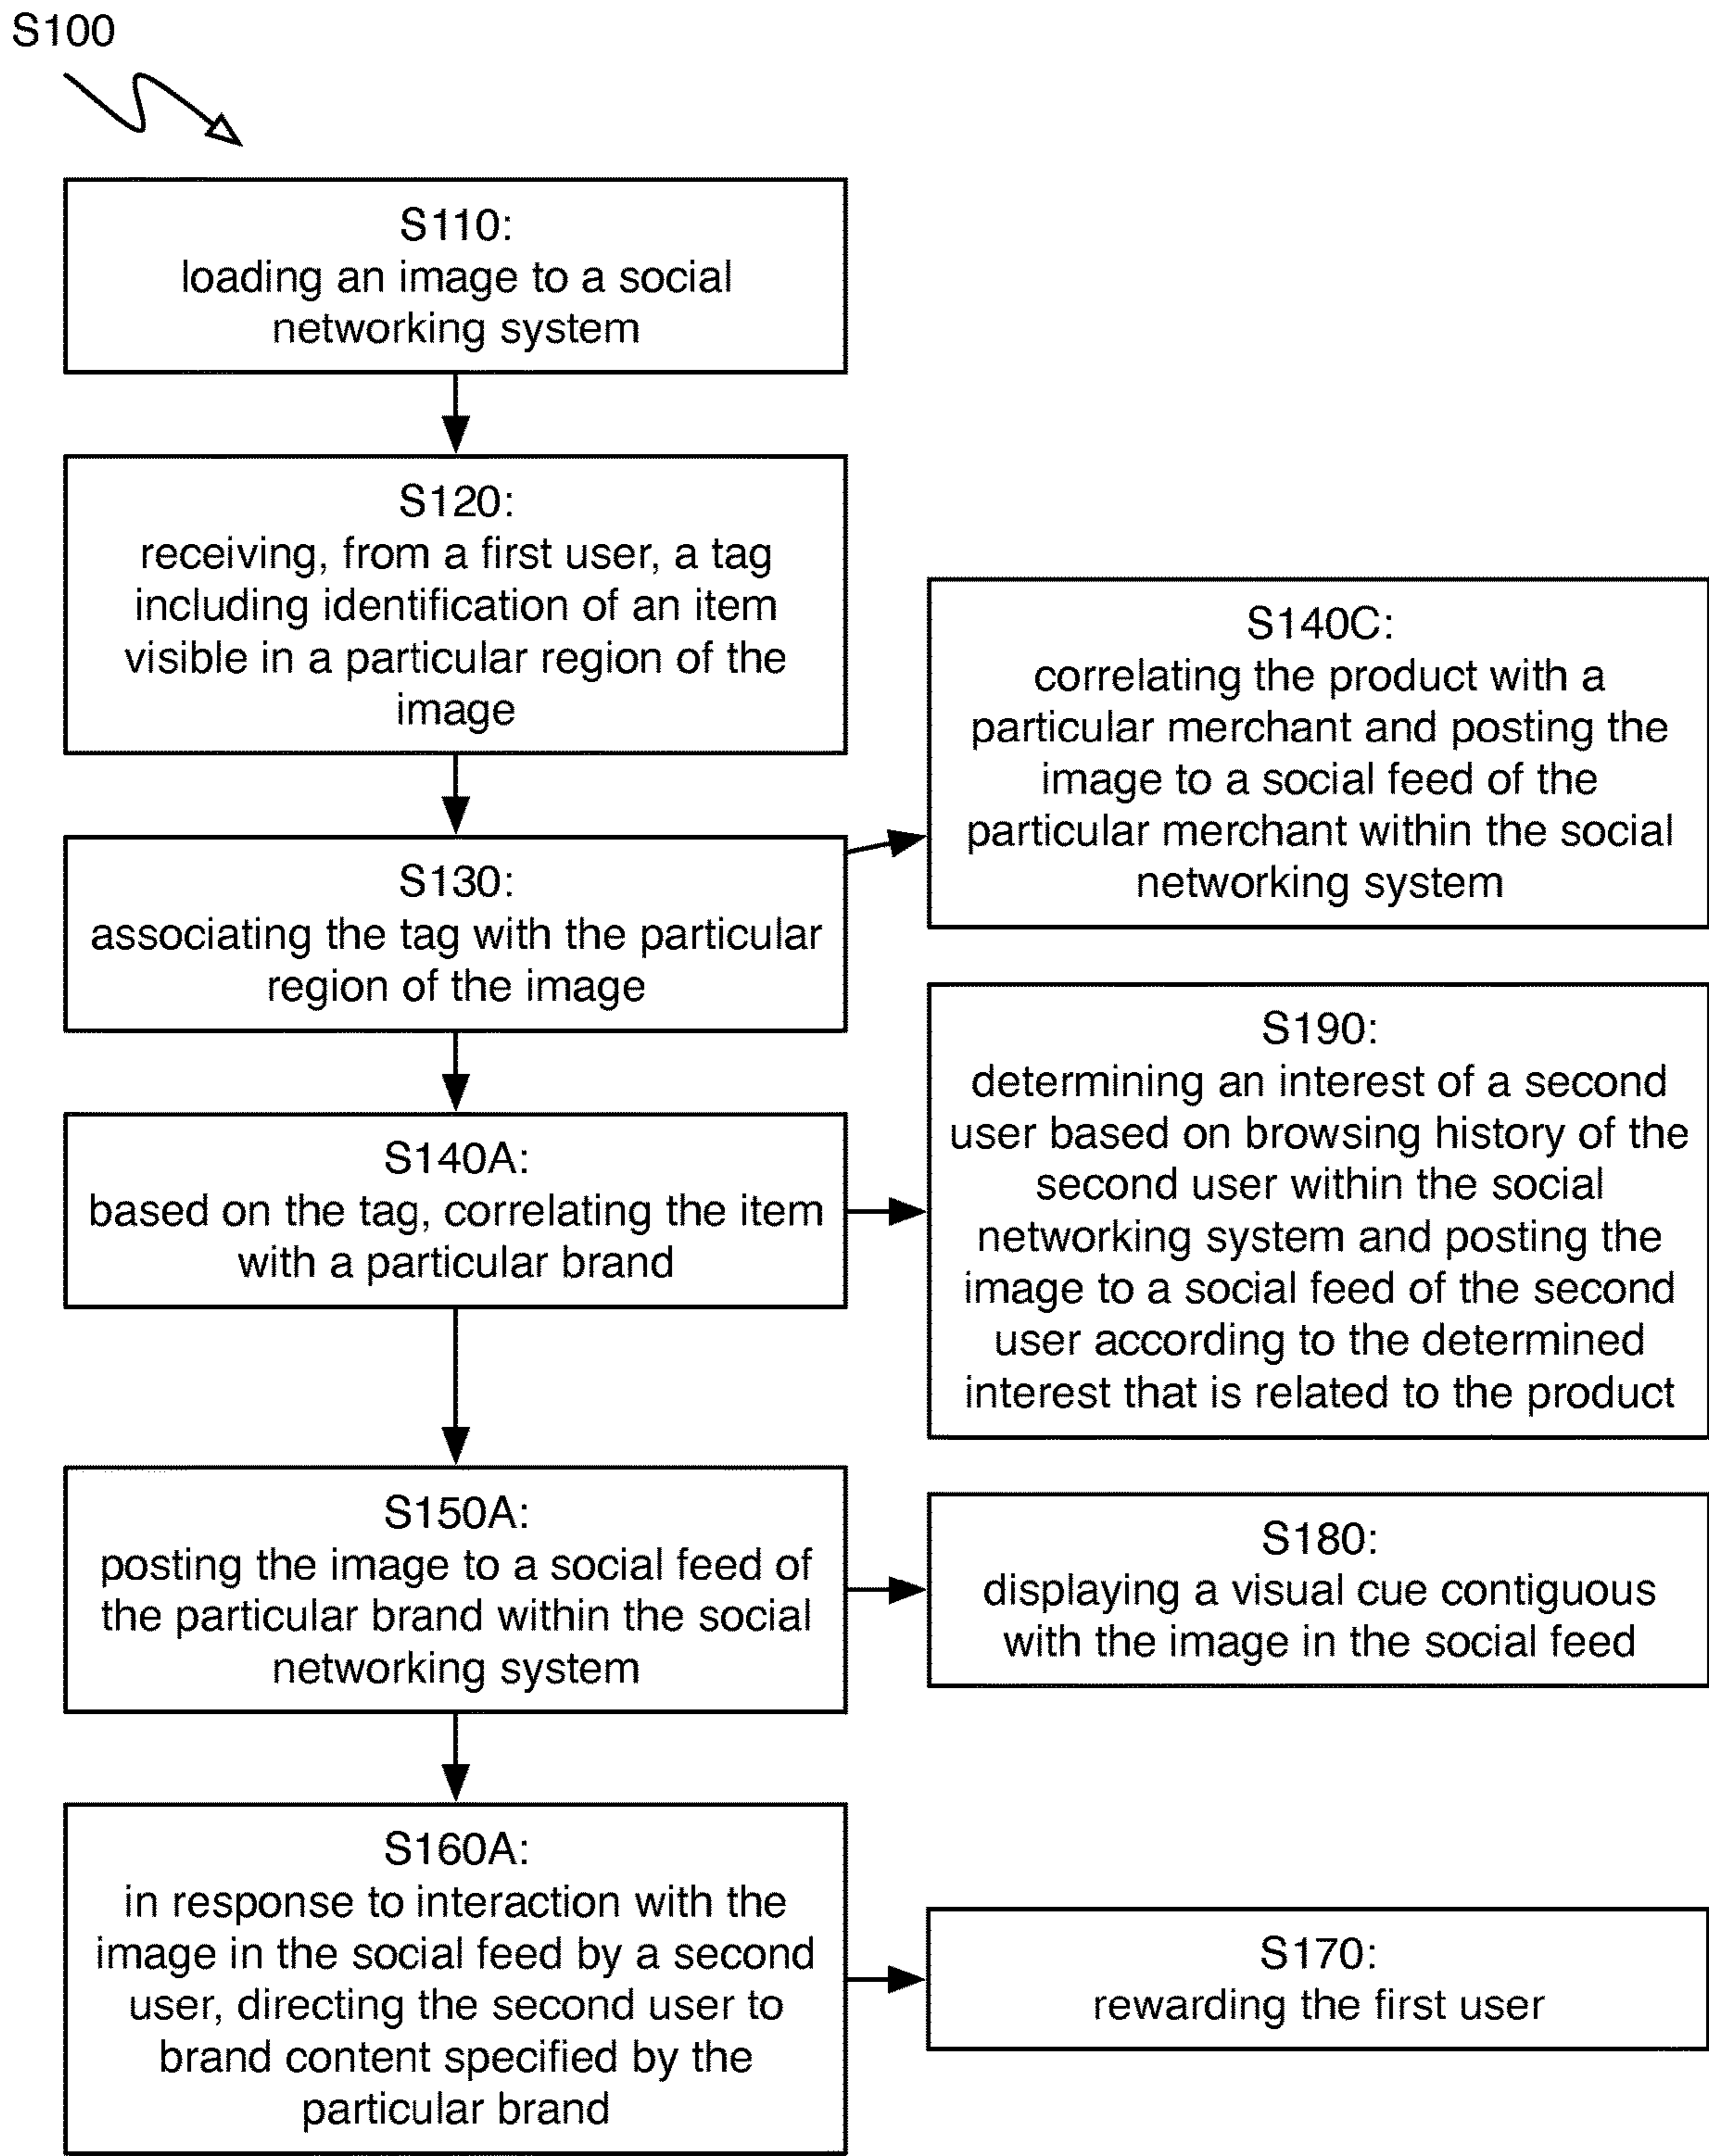 S100
S110:
loading an image to a social
networking system
S120:
receiving, from a first user, a tag
including identification of an item
visible in a particular region of the
image
S140C:
correlating the product with a
particular merchant and posting the
image to a social feed of the
particular merchant within the social
networking system
S130:
associating the tag with the particular
region of the image
S190:
determining an interest of a second
user based on browsing history of the
second user within the social
networking system and posting the
image to a social feed of the second
user according to the determined
interest that is related to the product
S140A:
based on the tag, correlating the item
with a particular brand
S150A:
posting the image to a social feed of
the particular brand within the social
networking system
S180:
displaying a visual cue contiguous
with the image in the social feed
S160A:
in response to interaction with the
image in the social feed by a second
user, directing the second user to
brand content specified by the
particular brand
S170:
rewarding the first user